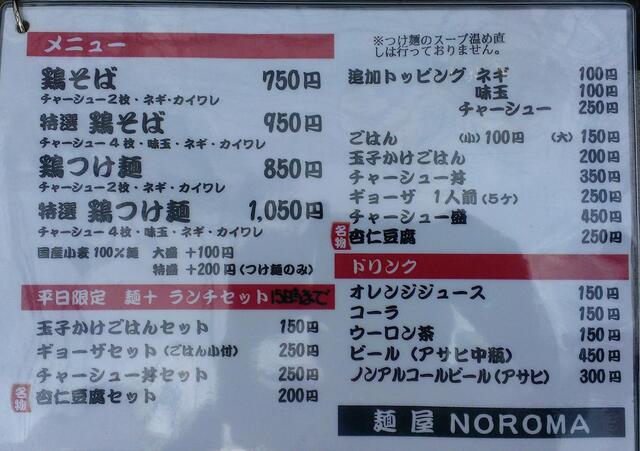 メニュー
鶏そば 750円
チャーシュー2枚・ネギ・カイワレ
特選 鶏そば 950円
チャーシュー4枚・味玉・ネギ・カイワレ
鶏つけ麺 850円
チャーシュー2枚・ネギ・カイワレ
特選 鶏つけ麺 1,050円
チャーシュー4枚・味玉・ネギ・カイワレ
国産小麦100%麺 大盛 +100円
特盛 +200円(つけ麺のみ)
平日限定 麺+ ランチセット 15時まで
玉子かけごはんセット 150円
ギョーザセット(ごはん小付) 250円
チャーシュー丼セット 250円
名物 杏仁豆腐セット 200円
※つけ麺のスープ温め直
しは行っておりません。
追加トッピング ネギ 100円
味玉 100円
チャーシュー 250円
ごはん (小)100円 (大)150円
玉子かけごはん 200円
チャーシュー丼 350円
ギョーザ 1人前(5ケ) 250円
チャーシュー盛 450円
名物 杏仁豆腐 250円
ドリンク
オレンジジュース 150円
コーラ 150円
ウーロン茶 150円
ビール(アサヒ中瓶) 450円
ノンアルコールビール(アサヒ) 300円
麺屋 NOROMA